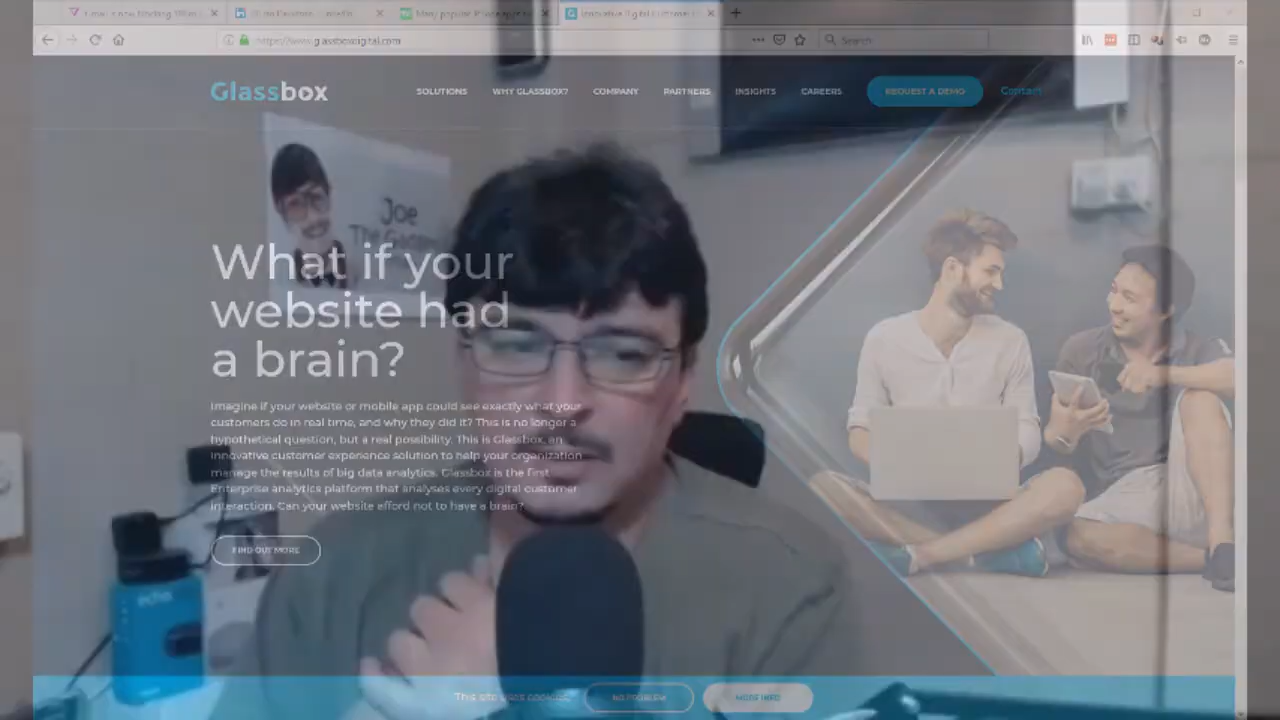 https://www.glassboxdigital.com
Search
Glassbox
SOLUTIONS
WHY GLASSBOX?
COMPANY
PARTNERS
INSIGHTS
CAREERS
REQUEST A DEMO
Contact
Joe
What if your
website had
a brain?
Imagine if your website or mobile app could see exactly what your
customers do in real time, and why they did it? This is no longer a
hypothetical question, but a real possibility. This is Glassbox, an
innovative customer experience solution to help your organization
manage the results of big data analytics. Glassbox is the first
Enterprise analytics platform that analyses every digital customer
interaction. Can your website afford not to have a brain?
FIND OUT MORE
echo
This site uses cookies.
NO PROBLEM
MORE INFO